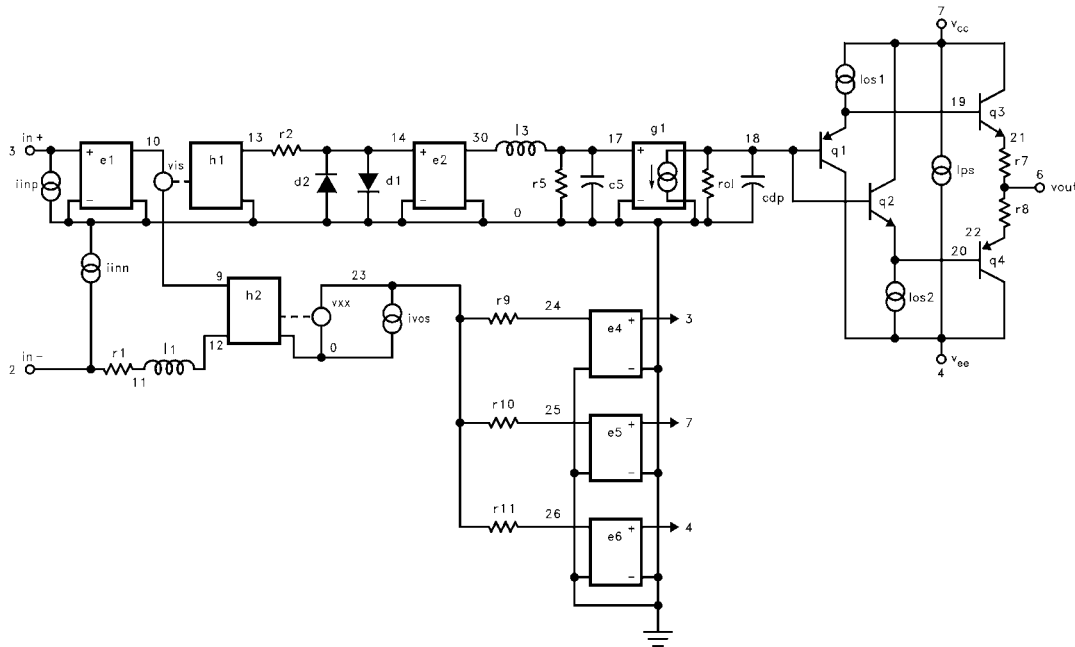 7
vcc
Ios1
19
q3
21
r7
6
vout
r8
22
20
q4
q1
q2
Ios2
Ips
vee
4
in+
3
iinp
+
e1
−
10
vis
h1
13
r2
d2
d1
14
+
e2
−
30
l3
r5
c5
17
g1
+
−
18
rol
cdp
0
iinn
9
h2
12
23
vxx
0
ivos
in−
2
r1
11
l1
r9
24
e4
+
−
3
r10
25
e5
+
−
7
r11
26
e6
+
−
4